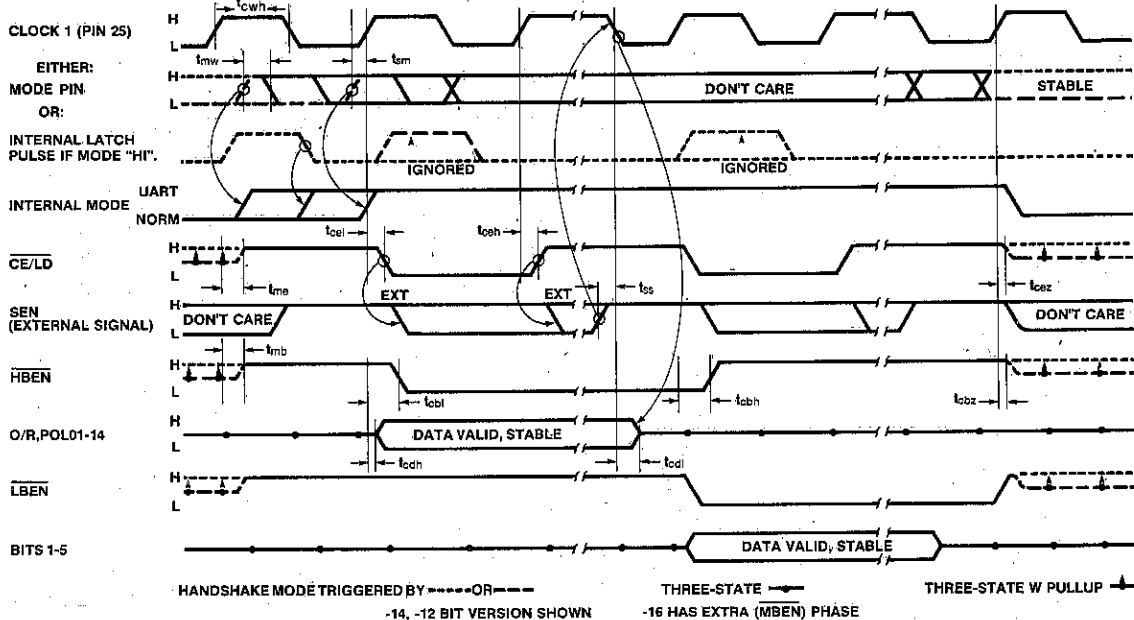 CLOCK 1 (PIN 25)
H
L
tcwh
tmw
tsm
EITHER:
MODE PIN
OR:
H
L
DON'T CARE
STABLE
INTERNAL LATCH
PULSE IF MODE "HI".
IGNORED
IGNORED
INTERNAL MODE
UART
NORM
tcel
tceh
CE/LD
H
L
tme
EXT
EXT
tss
tcez
SEN
(EXTERNAL SIGNAL)
H
L
DON'T CARE
DON'T CARE
tmb
HBEN
H
L
tcbl
tcbh
tcbz
O/R,POL01-14
H
L
DATA VALID, STABLE
tcdh
tcdl
LBEN
H
L
BITS 1-5
DATA VALID, STABLE
HANDSHAKE MODE TRIGGERED BY OR
THREE-STATE
THREE-STATE W PULLUP
-14, -12 BIT VERSION SHOWN
-16 HAS EXTRA (MBEN) PHASE